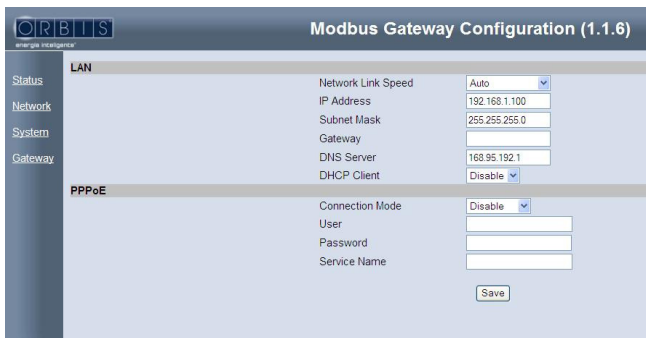 ORBIS
energía inteligente
Modbus Gateway Configuration (1.1.6)
Status
Network
System
Gateway
LAN
Network Link Speed Auto
IP Address 192.168.1.100
Subnet Mask 255.255.255.0
Gateway
DNS Server 168.95.192.1
DHCP Client Disable
PPPoE
Connection Mode Disable
User
Password
Service Name
Save